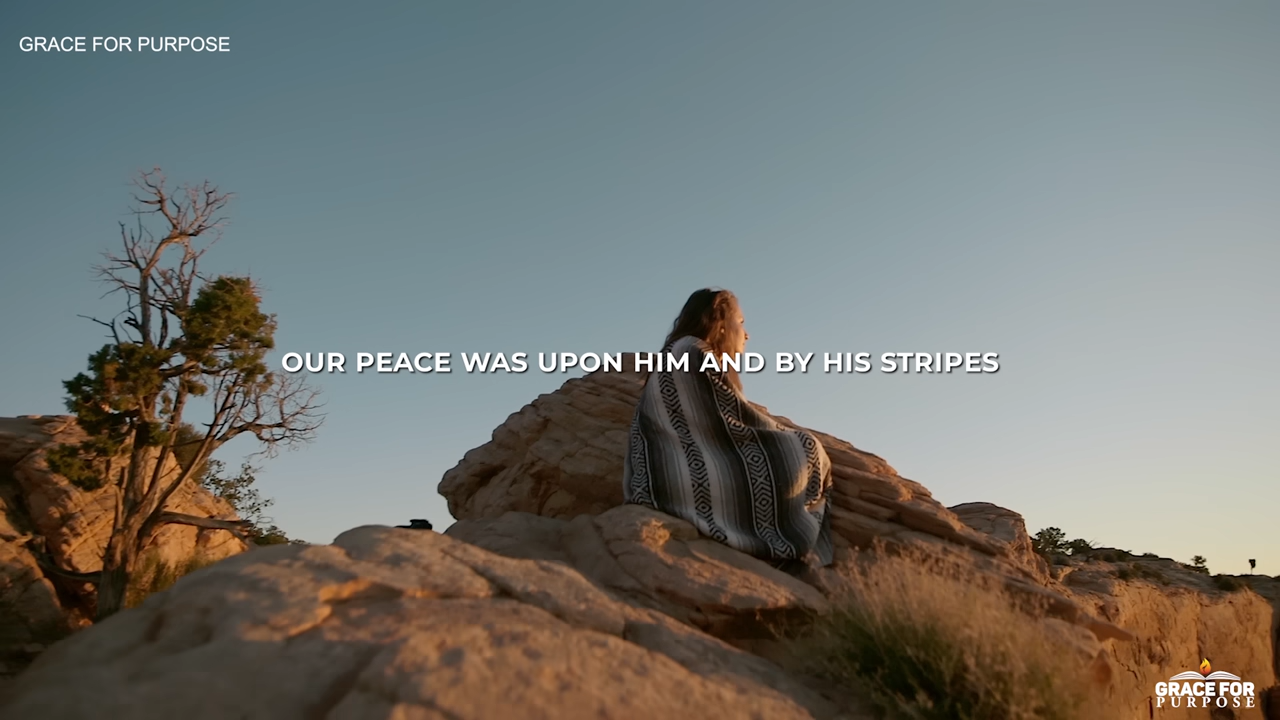 GRACE FOR PURPOSE
OUR PEACE WAS UPON HIM AND BY HIS STRIPES
GRACE FOR
PURPOSE